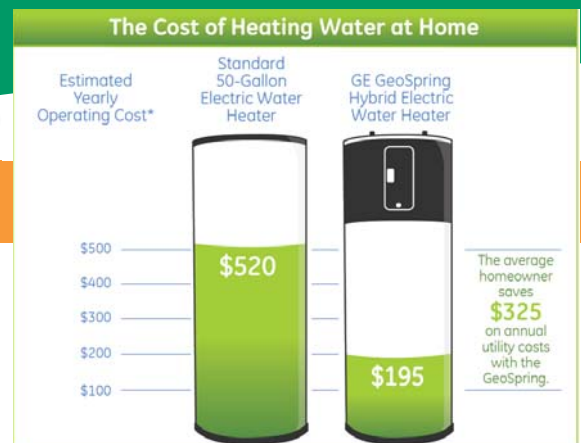 The Cost of Heating Water at Home
Estimated
Yearly
Operating Cost*
Standard
50-Gallon
Electric Water
Heater
GE GeoSpring
Hybrid Electric
Water Heater
$500
$400
$300
$200
$100
$520
$195
The average
homeowner
saves
$325
on annual
utility costs
with the
GeoSpring.